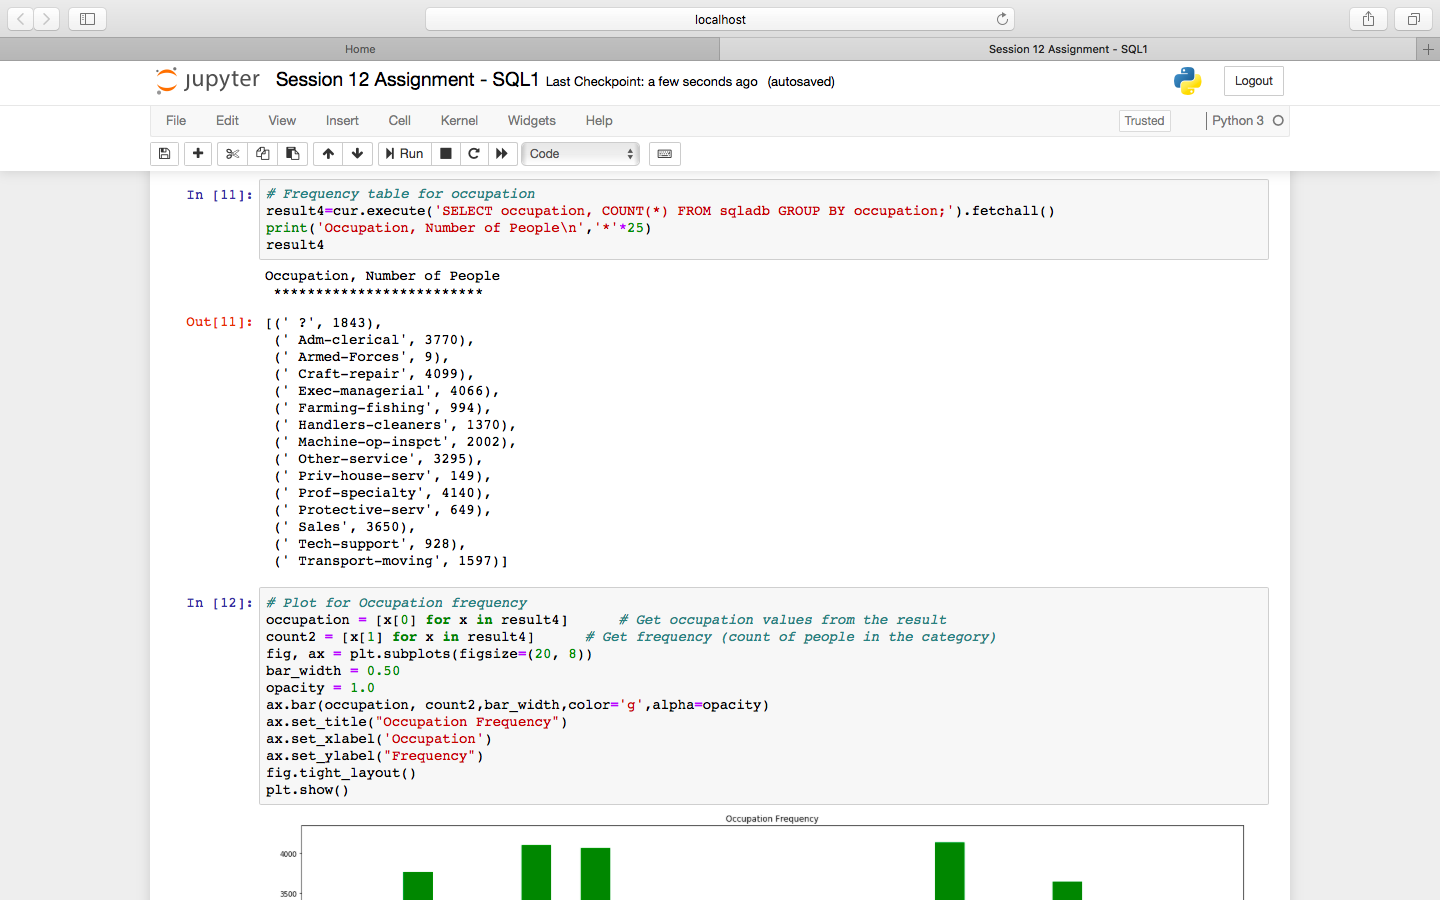 localhost
Home
Session 12 Assignment - SQL1
jupyter Session 12 Assignment - SQL1 Last Checkpoint: a few seconds ago (autosaved)
Logout
File Edit View Insert Cell Kernel Widgets Help
Trusted
Python 3
Run
Code
In [11]:
# Frequency table for occupation
result4=cur.execute('SELECT occupation, COUNT(*) FROM sqladb GROUP BY occupation;').fetchall()
print('Occupation, Number of People\n','*'*25)
result4
Occupation, Number of People
*************************
Out[11]:
[(' ?', 1843),
(' Adm-clerical', 3770),
(' Armed-Forces', 9),
(' Craft-repair', 4099),
(' Exec-managerial', 4066),
(' Farming-fishing', 994),
(' Handlers-cleaners', 1370),
(' Machine-op-inspct', 2002),
(' Other-service', 3295),
(' Priv-house-serv', 149),
(' Prof-specialty', 4140),
(' Protective-serv', 649),
(' Sales', 3650),
(' Tech-support', 928),
(' Transport-moving', 1597)]
In [12]:
# Plot for Occupation frequency
occupation = [x[0] for x in result4]      # Get occupation values from the result
count2 = [x[1] for x in result4]      # Get frequency (count of people in the category)
fig, ax = plt.subplots(figsize=(20, 8))
bar_width = 0.50
opacity = 1.0
ax.bar(occupation, count2,bar_width,color='g',alpha=opacity)
ax.set_title("Occupation Frequency")
ax.set_xlabel('Occupation')
ax.set_ylabel("Frequency")
fig.tight_layout()
plt.show()
Occupation Frequency
4000
3500